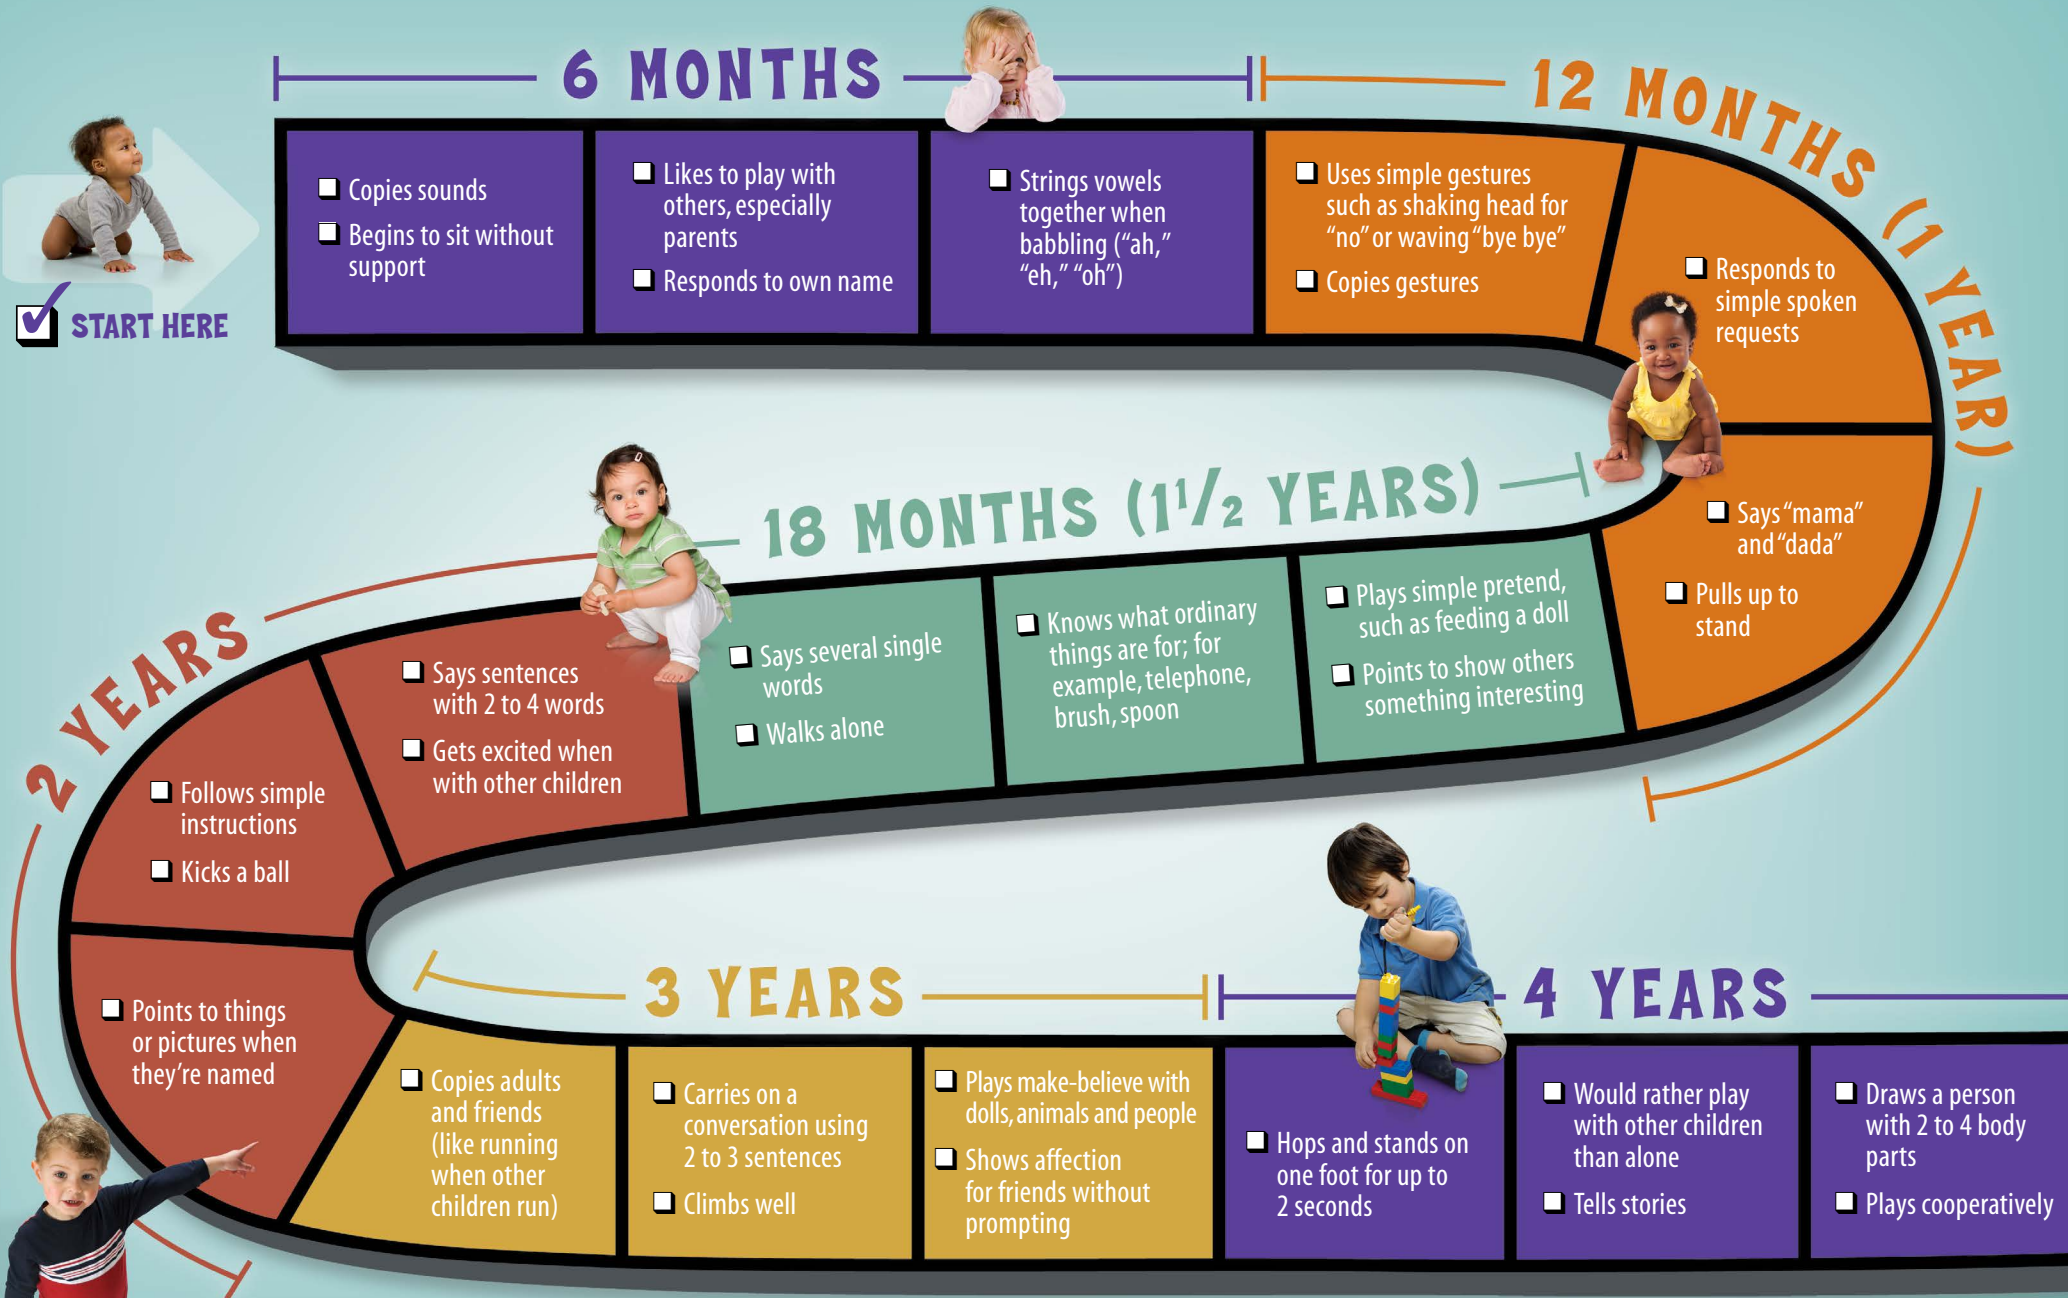 6 MONTHS
12 MONTHS (1 YEAR)
START HERE
Copies sounds
Begins to sit without
support
Likes to play with
others, especially
parents
Responds to own name
Strings vowels
together when
babbling (“ah,”
“eh,” “oh”)
Uses simple gestures
such as shaking head for
“no” or waving “bye bye”
Copies gestures
Responds to
simple spoken
requests
Says “mama”
and “dada”
Pulls up to
stand
18 MONTHS (1 1/2 YEARS)
Plays simple pretend,
such as feeding a doll
Points to show others
something interesting
Knows what ordinary
things are for; for
example, telephone,
brush, spoon
Says several single
words
Walks alone
2 YEARS
Says sentences
with 2 to 4 words
Gets excited when
with other children
Follows simple
instructions
Kicks a ball
Points to things
or pictures when
they’re named
3 YEARS
Copies adults
and friends
(like running
when other
children run)
Carries on a
conversation using
2 to 3 sentences
Climbs well
Plays make-believe with
dolls, animals and people
Shows affection
for friends without
prompting
4 YEARS
Hops and stands on
one foot for up to
2 seconds
Would rather play
with other children
than alone
Tells stories
Draws a person
with 2 to 4 body
parts
Plays cooperatively